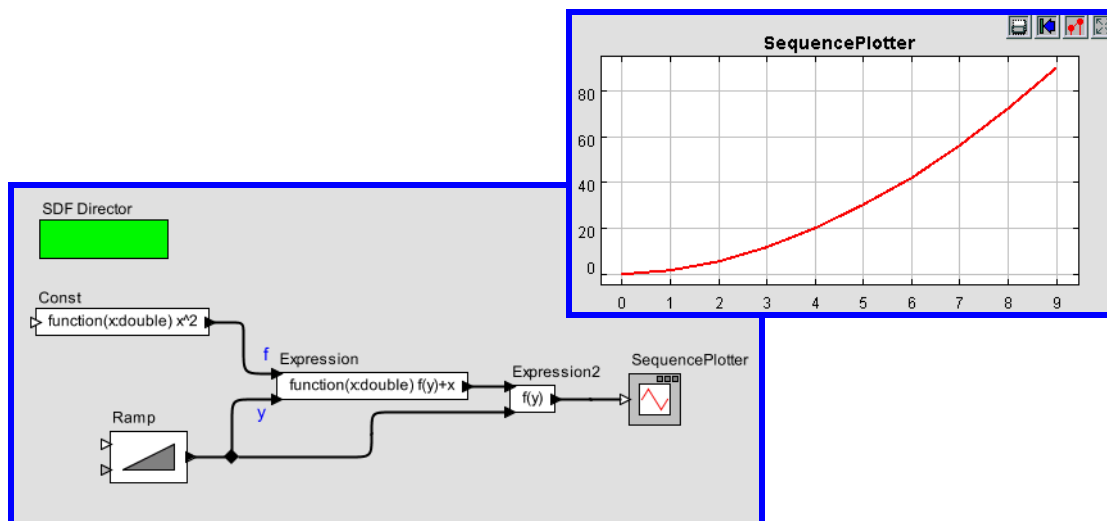 SequencePlotter
80
60
40
20
0
0 1 2 3 4 5 6 7 8 9
SDF Director
Const
function(x:double) x^2
f
Expression
function(x:double) f(y)+x
y
Ramp
Expression2
f(y)
SequencePlotter